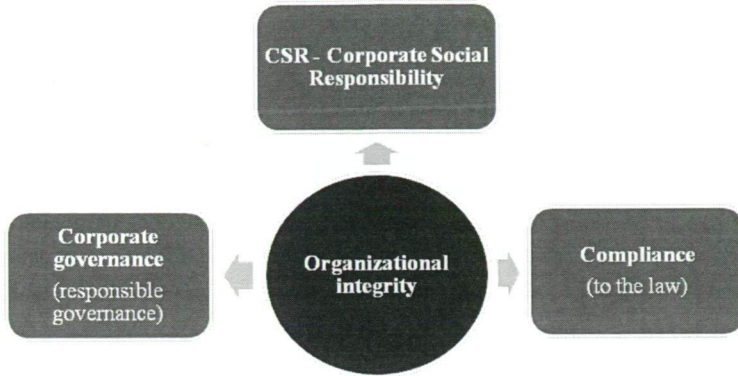 CSR - Corporate Social
Responsibility
Corporate
governance
(responsible
governance)
Organizational
integrity
Compliance
(to the law)